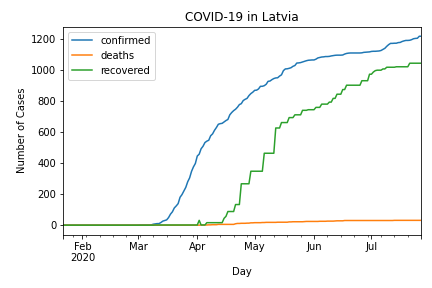 COVID-19 in Latvia
confirmed
deaths
recovered
Number of Cases
1200
1000
800
600
400
200
0
Feb
2020
Mar
Apr
May
Jun
Jul
Day